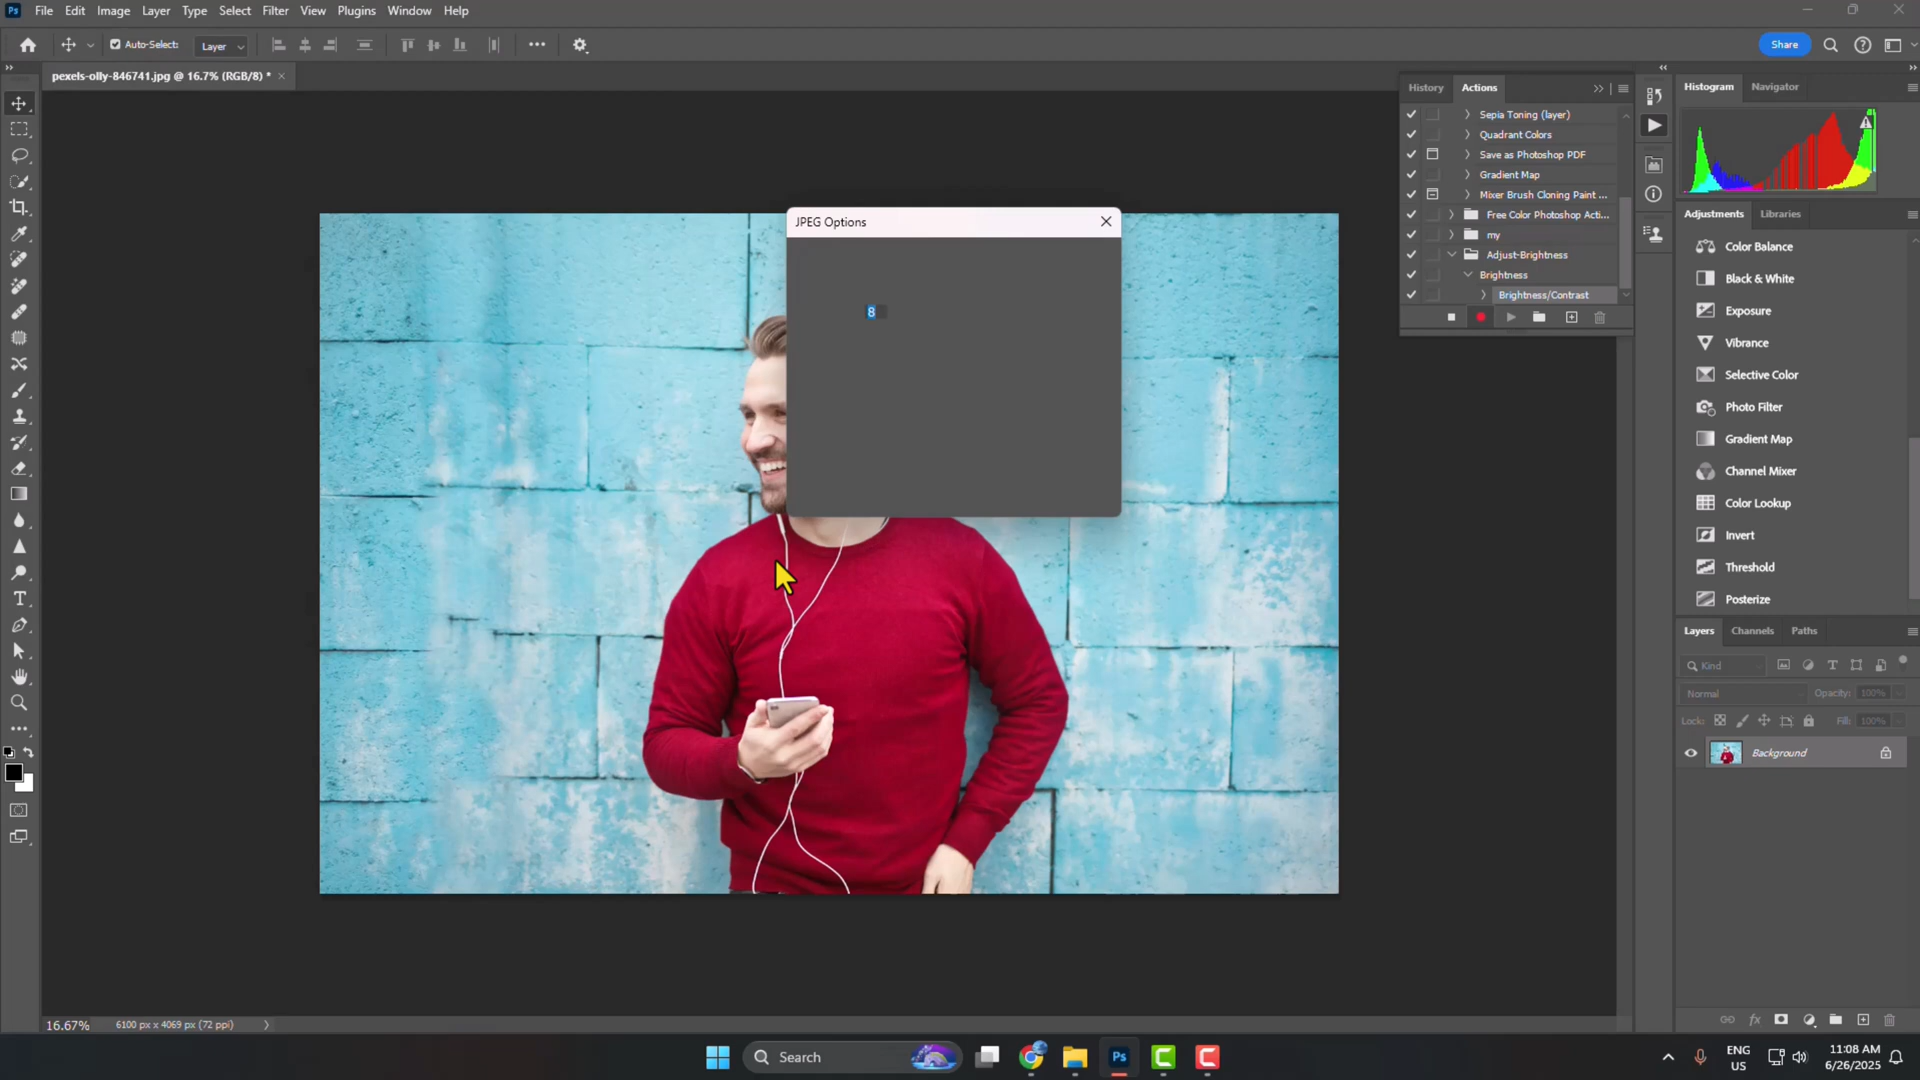 Ps File Edit Image Layer Type Select Filter View Plugins Window Help
Auto-Select: Layer Share
pexels-olly-846741.jpg @ 16.7% (RGB/8) *
History Actions
Sepia Toning (layer)
Quadrant Colors
Save as Photoshop PDF
Gradient Map
Mixer Brush Cloning Paint ...
Free Color Photoshop Acti...
my
Adjust-Brightness
Brightness
Brightness/Contrast
Histogram Navigator
Adjustments Libraries
Color Balance
Black & White
Exposure
Vibrance
Selective Color
Photo Filter
Gradient Map
Channel Mixer
Color Lookup
Invert
Threshold
Posterize
Layers Channels Paths
Kind
Normal Opacity: 100%
Lock: Fill: 100%
Background
JPEG Options
8
16.67% 6100 px x 4069 px (72 ppi)
Search
Ps
ENG
US
11:08 AM
6/26/2025